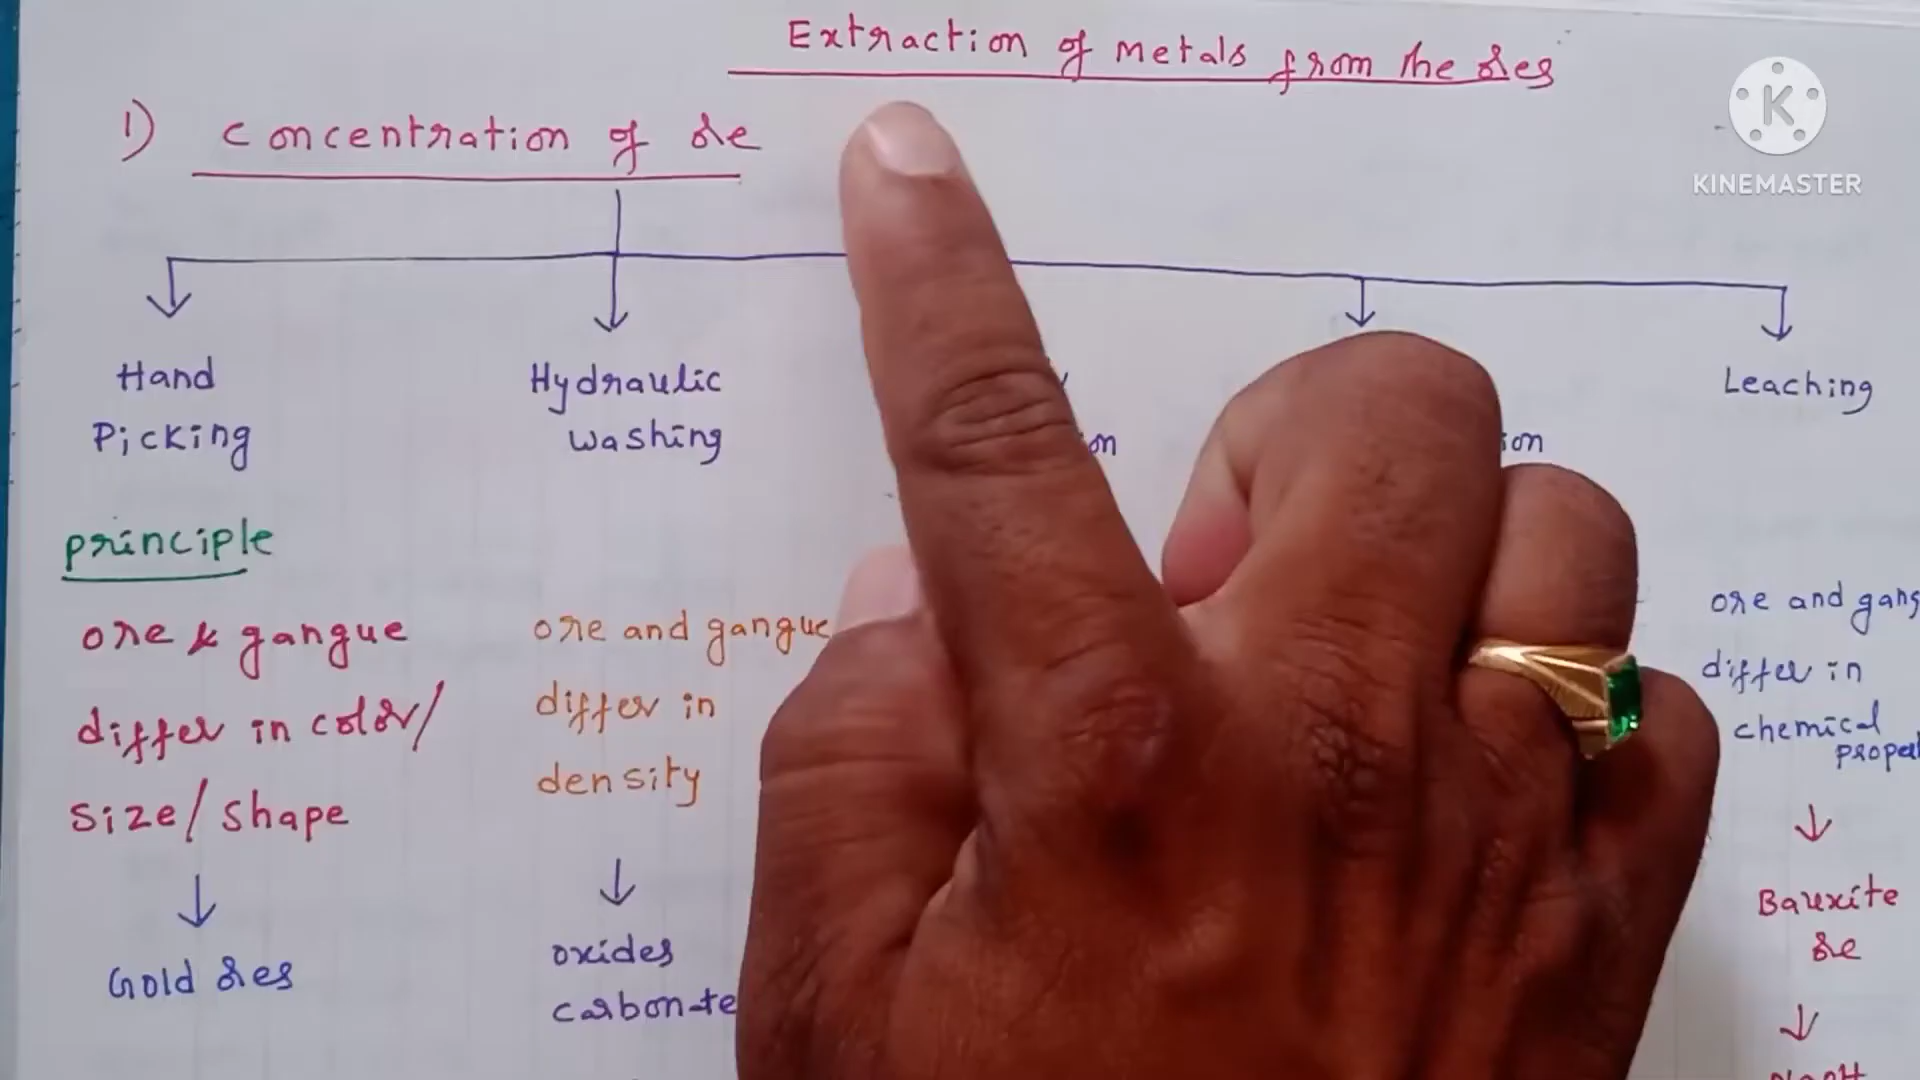 Extraction of metals from the ores
1) concentration of ore
KINEMASTER
Hand
Picking
Hydraulic
washing
Leaching
principle
ore & gangue
differ in color/
size/shape
Gold ores
ore and gangue
differ in
density
oxides
carbonate
ore and
differ in
chemical
Bauxite
ore